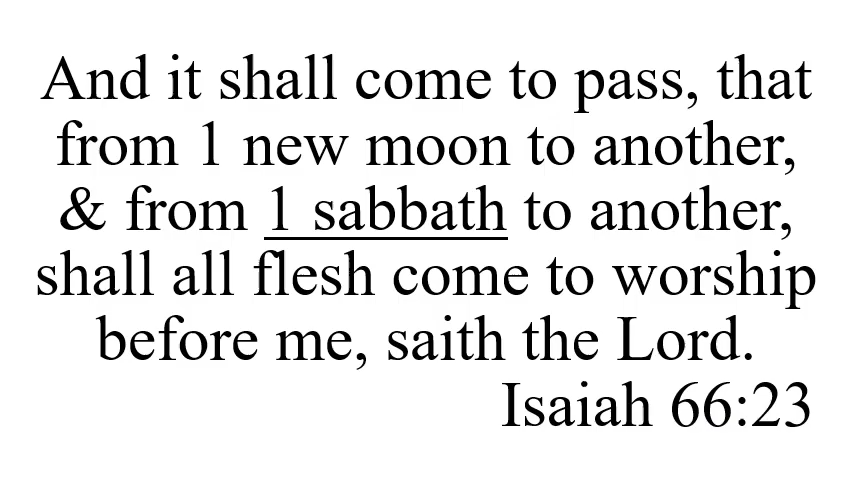 And it shall come to pass, that
from 1 new moon to another,
& from 1 sabbath to another,
shall all flesh come to worship
before me, saith the Lord.
Isaiah 66:23